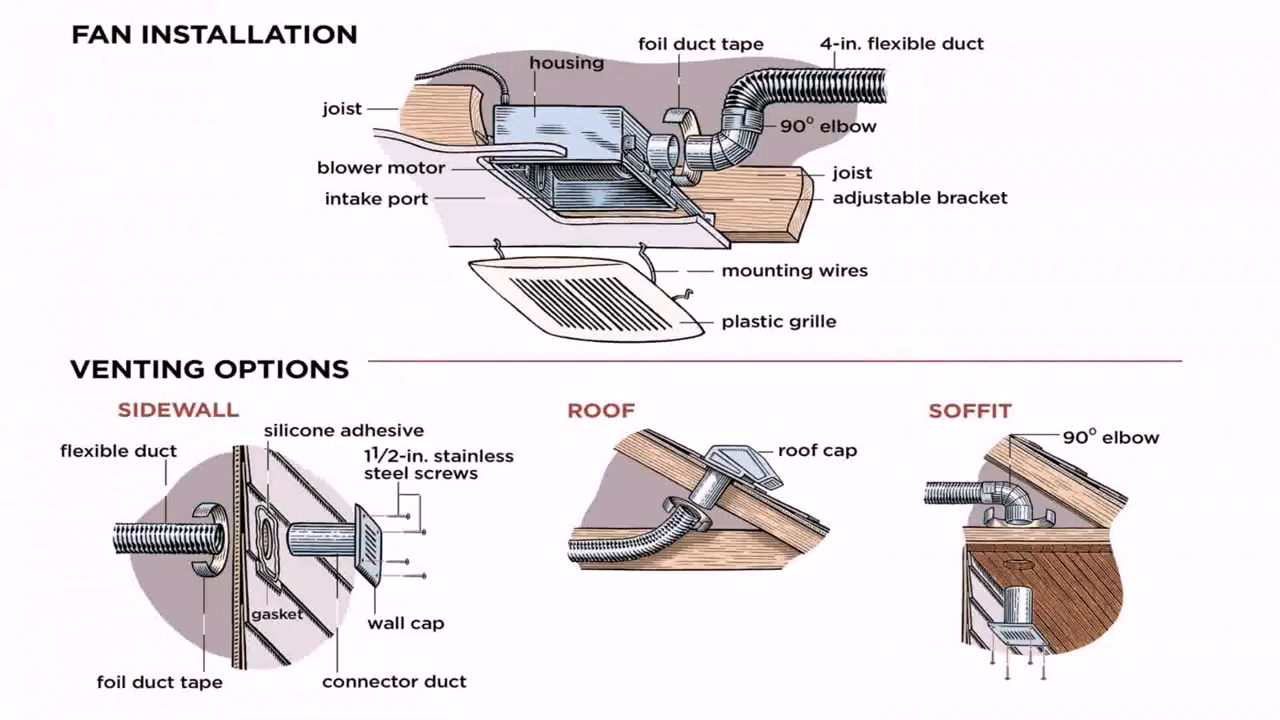 FAN INSTALLATION
foil duct tape
4-in. flexible duct
housing
joist
90° elbow
blower motor
joist
intake port
adjustable bracket
mounting wires
plastic grille
VENTING OPTIONS
SIDEWALL
silicone adhesive
flexible duct
1 1/2-in. stainless
steel screws
gasket
wall cap
foil duct tape
connector duct
ROOF
roof cap
SOFFIT
90° elbow